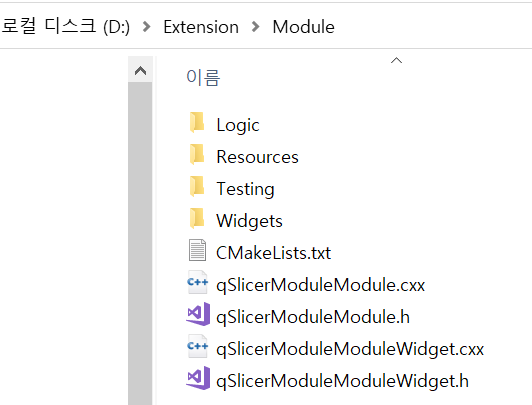 로컬 디스크 (D:) > Extension > Module
이름
Logic
Resources
Testing
Widgets
CMakeLists.txt
qSlicerModuleModule.cxx
qSlicerModuleModule.h
qSlicerModuleModuleWidget.cxx
qSlicerModuleModuleWidget.h